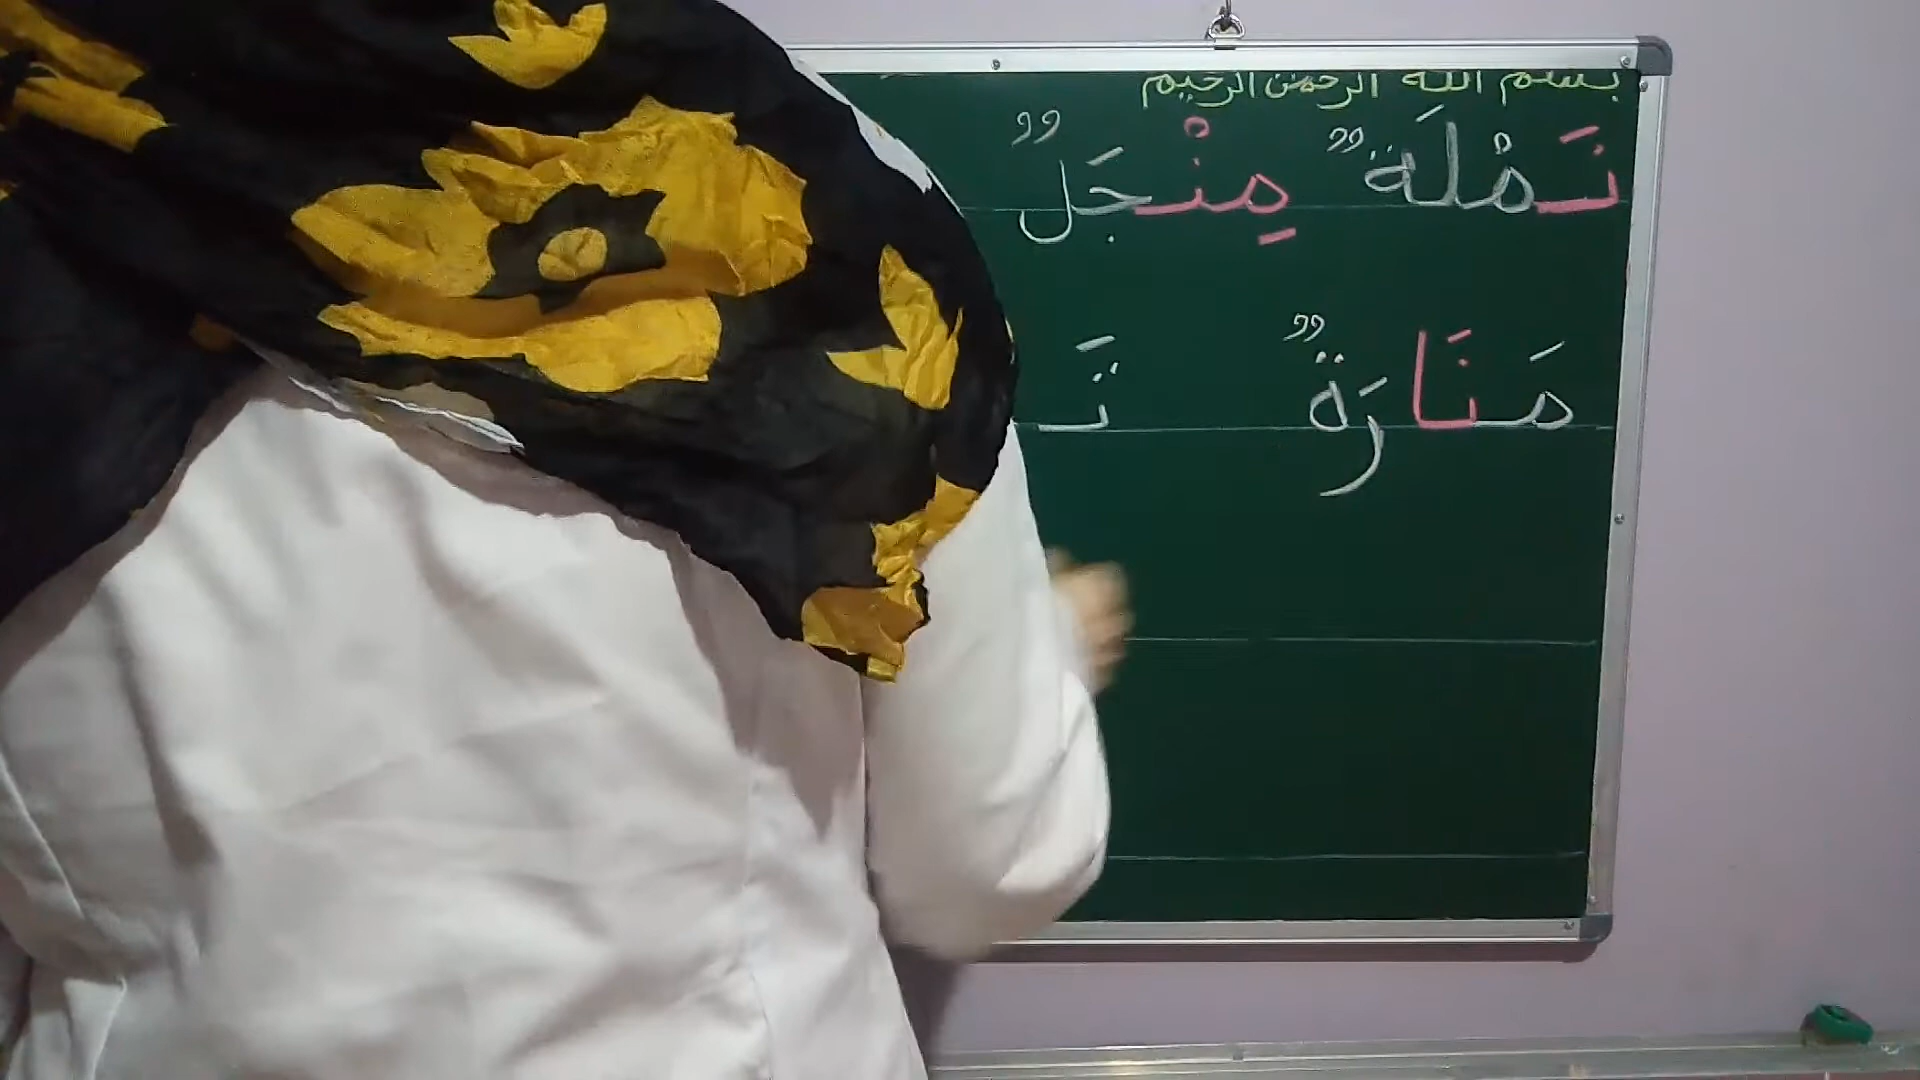 بسم الله الرحمن الرحيم
نَمْلَةٌ مِنْجَلٌ
مَنَارَةٌ تَـ